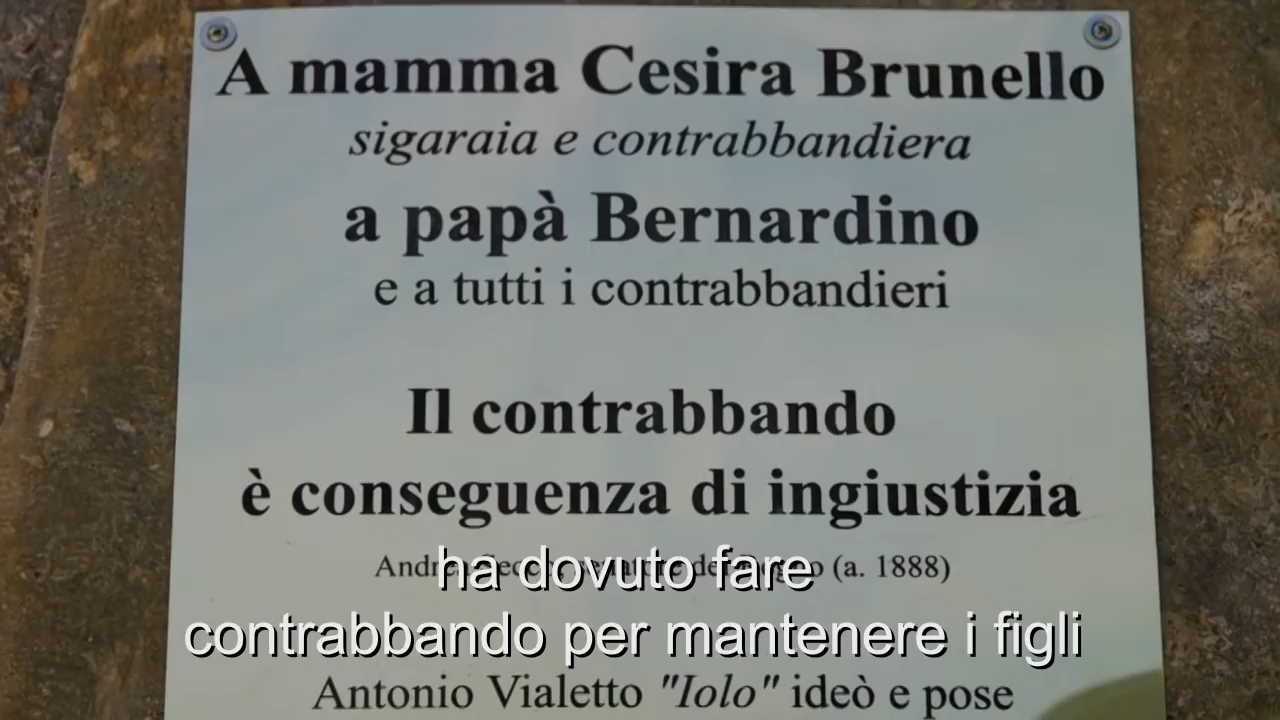 A mamma Cesira Brunello
sigaraia e contrabbandiera
a papà Bernardino
e a tutti i contrabbandieri
Il contrabbando
è conseguenza di ingiustizia
(a. 1888)
ha dovuto fare
contrabbando per mantenere i figli
Antonio Vialetto "Iolo" ideò e pose